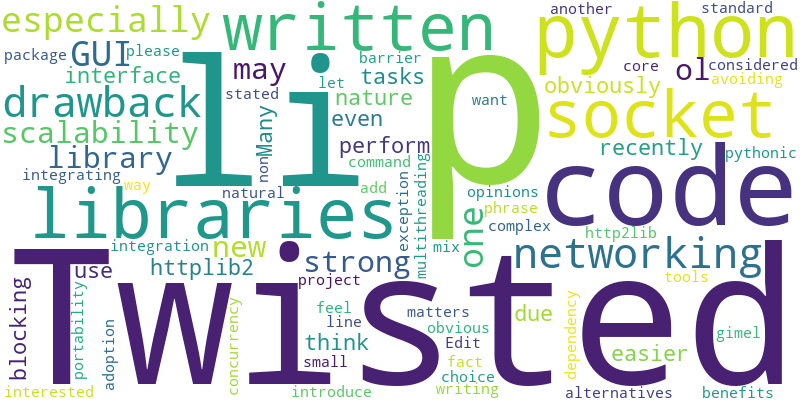 especially
written
python
another
standard
package
GUI
please
barrier
core
considered
interface
may
let
tasks
ol
avoiding
stated
nature
want
obviously
drawback
li
p
socket
Many
even
scalability
perform
recently
library
non
command
code
pythonic
integrating
way
natural
add
exception
multithreading
opinions
phrase
complex
libraries
one
http2lib
integration
new
mix
networking
httplib2
strong
use
project
tools
blocking
portability
adoption
Twisted
concurrency
feel
line
think
small
matters
obvious
Edit
fact
choice
writing
due
dependency
easier
gimel
interested
introduce
alternatives
benefits